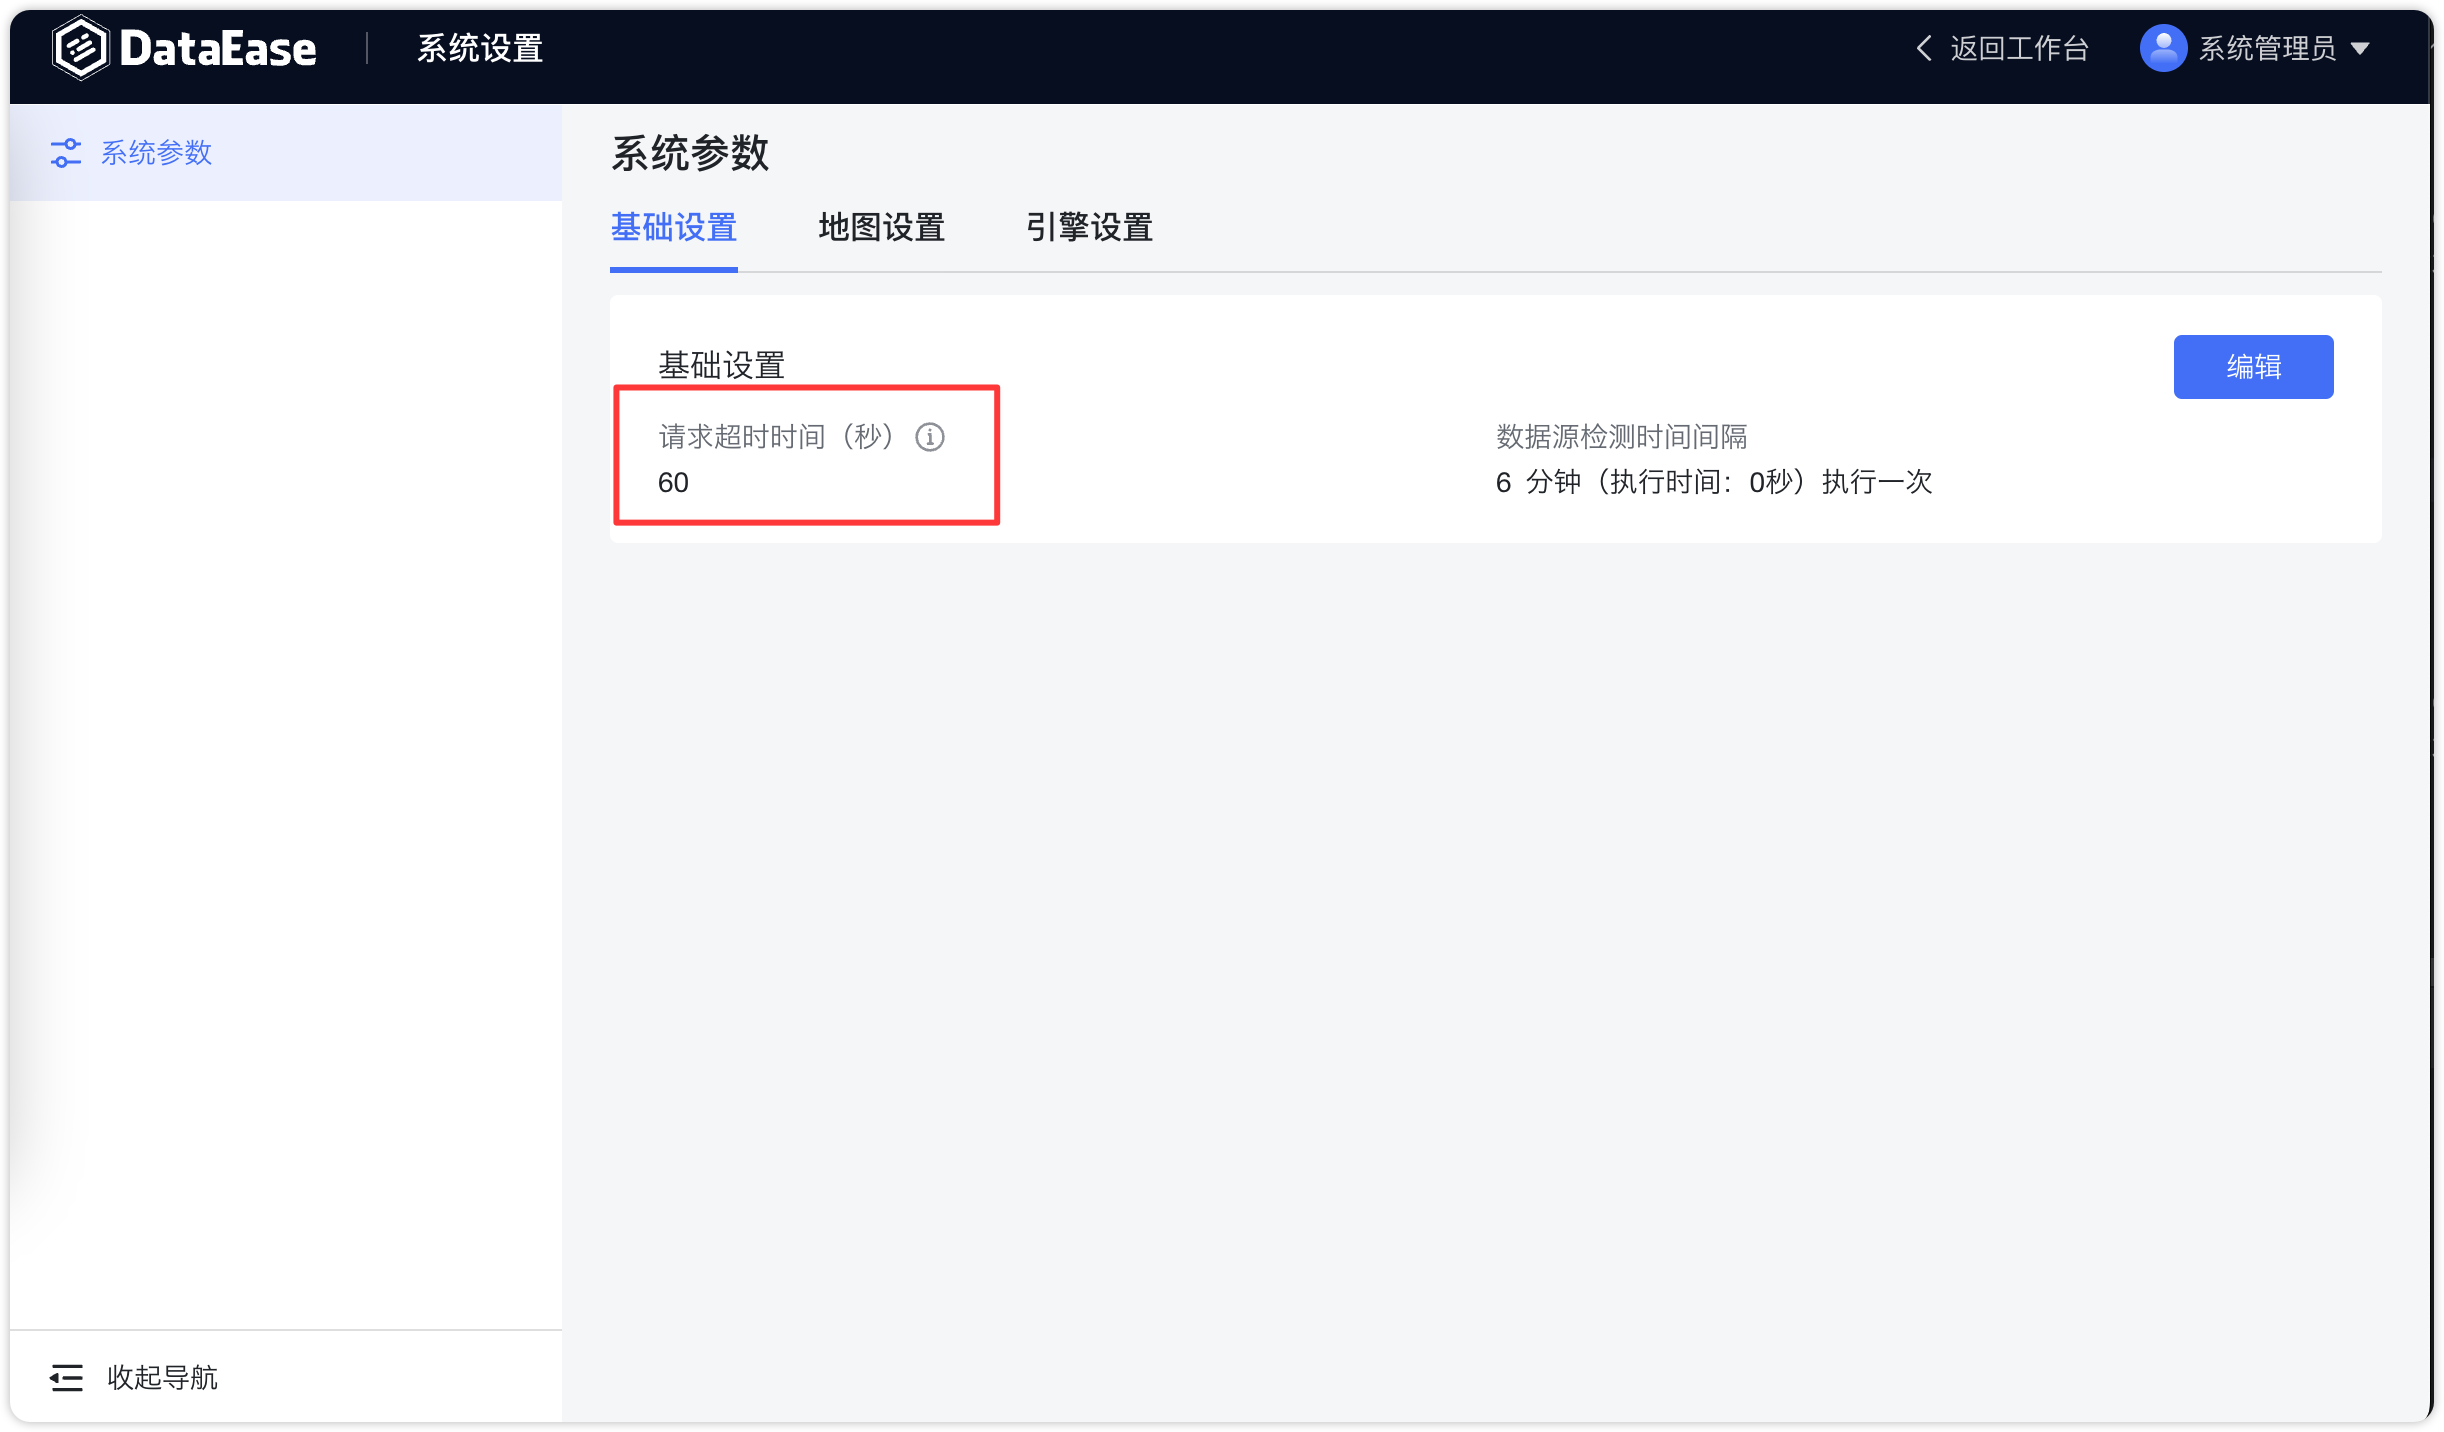 DataEase
系统设置
返回工作台
系统管理员
系统参数
系统参数
基础设置
地图设置
引擎设置
基础设置
编辑
请求超时时间（秒）
60
数据源检测时间间隔
6 分钟（执行时间：0秒）执行一次
收起导航